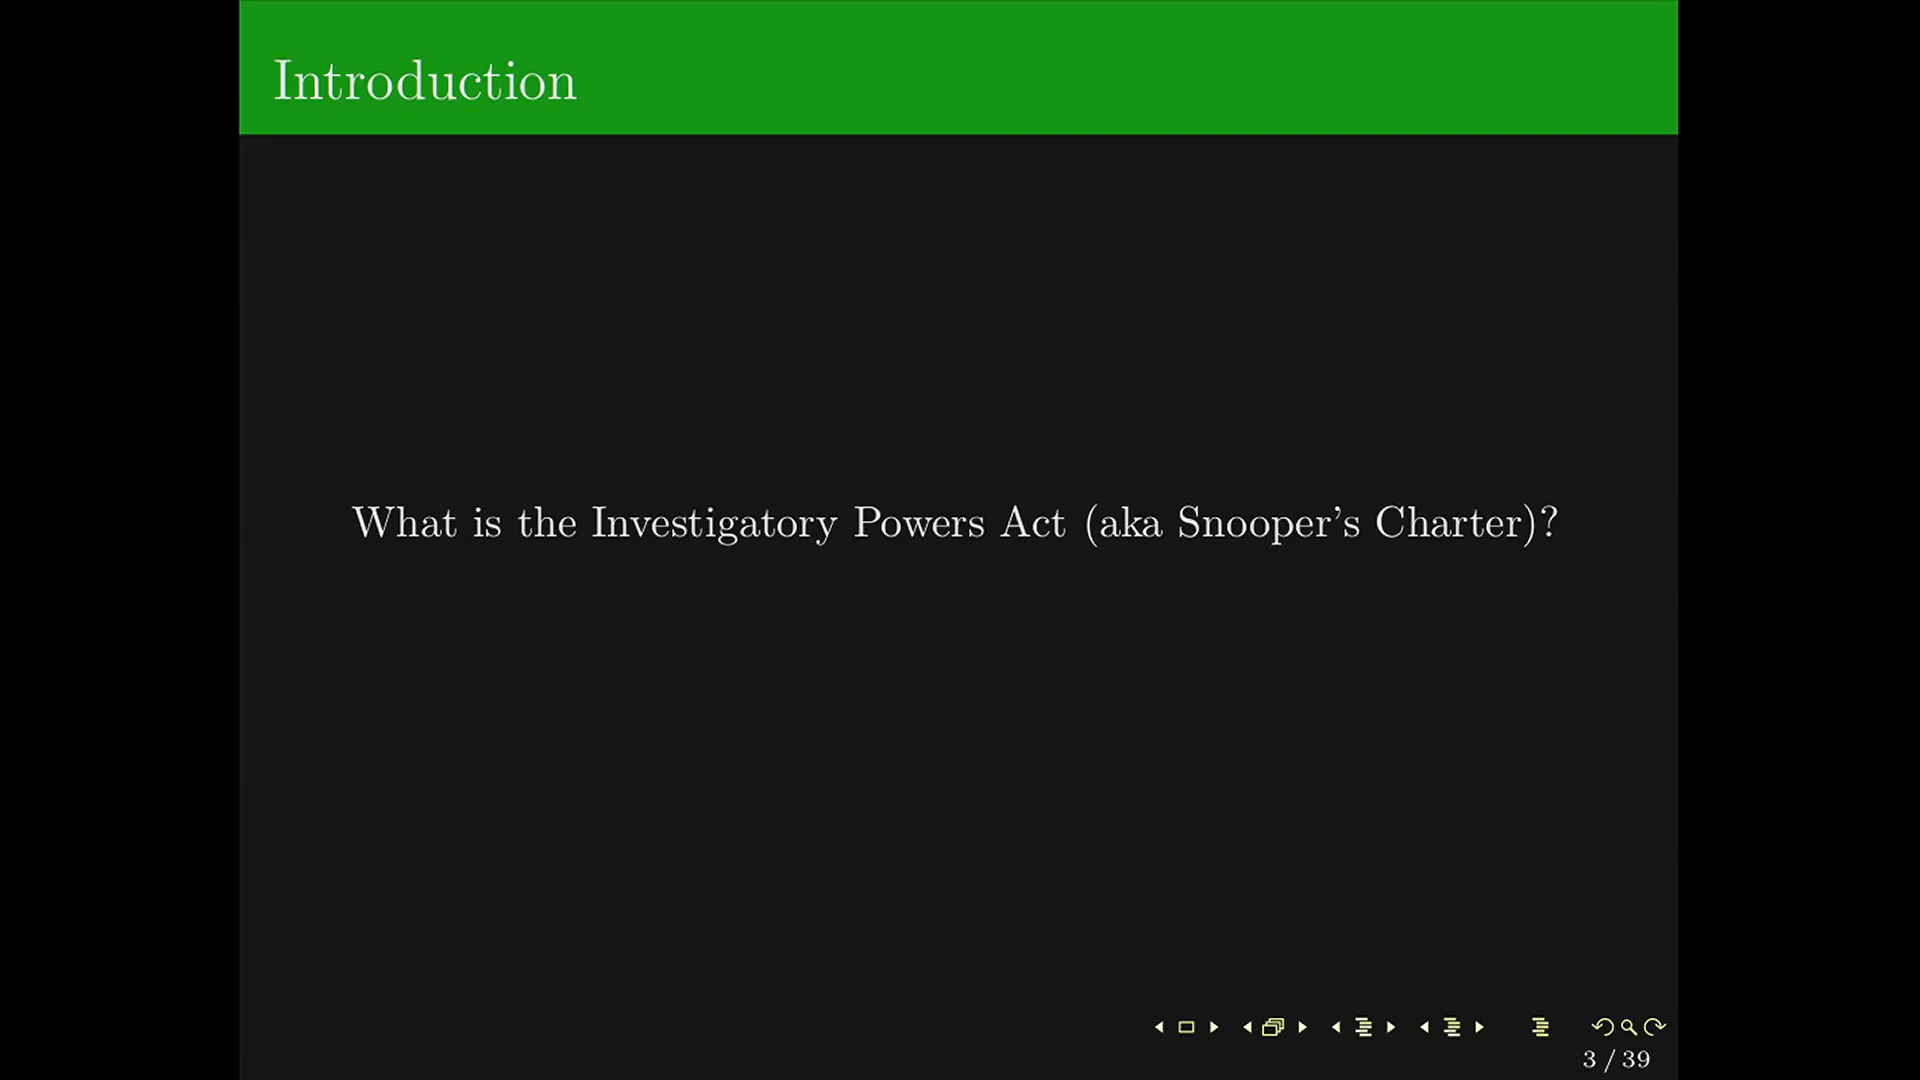 Introduction
What is the Investigatory Powers Act (aka Snooper’s Charter)?
3 / 39